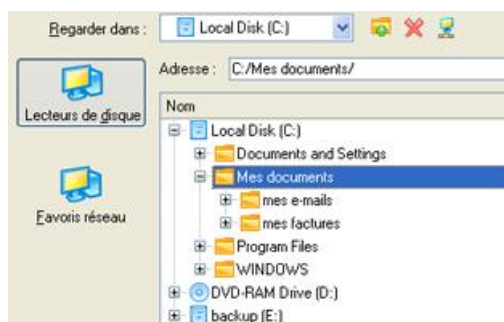 Regarder dans : Local Disk (C:)
Adresse : C:/Mes documents/
Lecteurs de disque
Favoris réseau
Nom
Local Disk (C:)
Documents and Settings
Mes documents
mes e-mails
mes factures
Program Files
WINDOWS
DVD-RAM Drive (D:)
backup (E:)